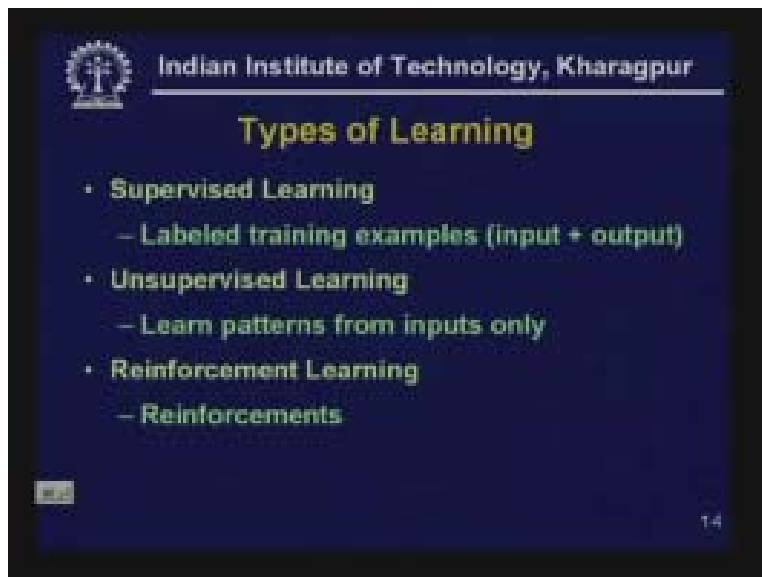 Indian Institute of Technology, Kharagpur
Types of Learning
• Supervised Learning
– Labeled training examples (input + output)
• Unsupervised Learning
– Learn patterns from inputs only
• Reinforcement Learning
– Reinforcements
14